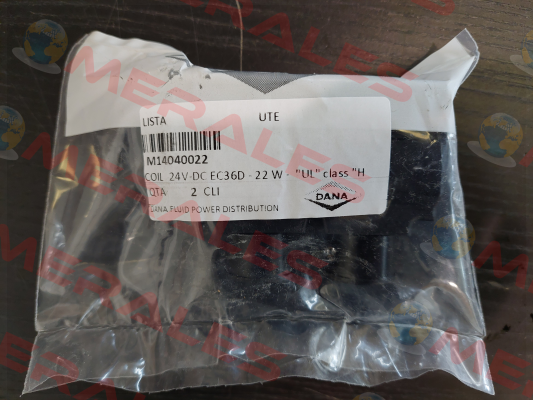 MERALES
LISTA UTE
M14040022
COIL 24V-DC EC36D - 22 W - "UL" class "H
QTA 2 CLI
DANA
DANA FLUID POWER DISTRIBUTION